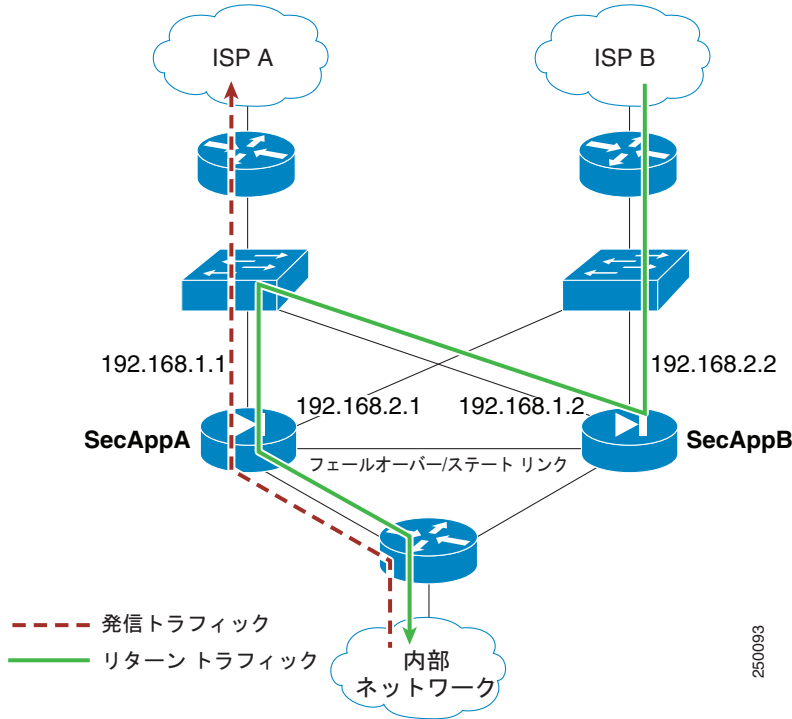 ISP A
ISP B
192.168.1.1
192.168.2.2
192.168.2.1
192.168.1.2
SecAppA
SecAppB
フェールオーバー/ステート リンク
発信トラフィック
リターン トラフィック
内部
ネットワーク
250093